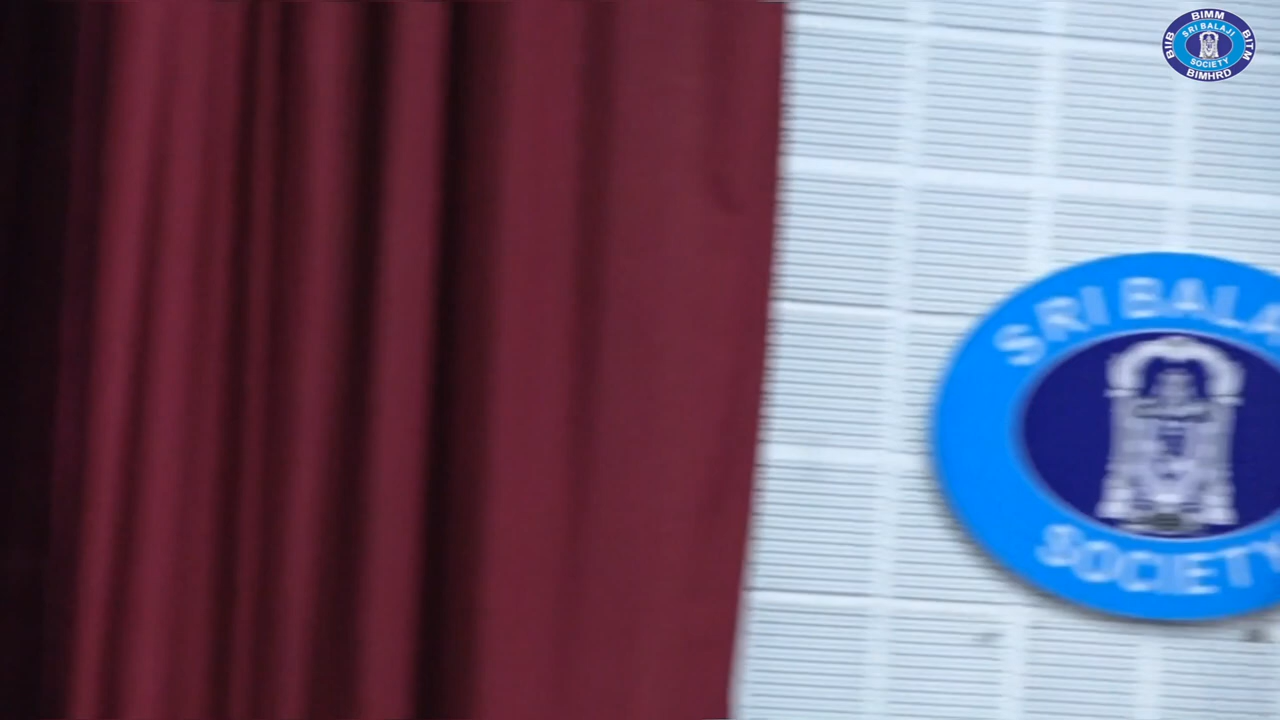 BIMM
BIIB
SRI BALAJI
BITM
SOCIETY
BIMHRD
SRI BALA
SOCIETY